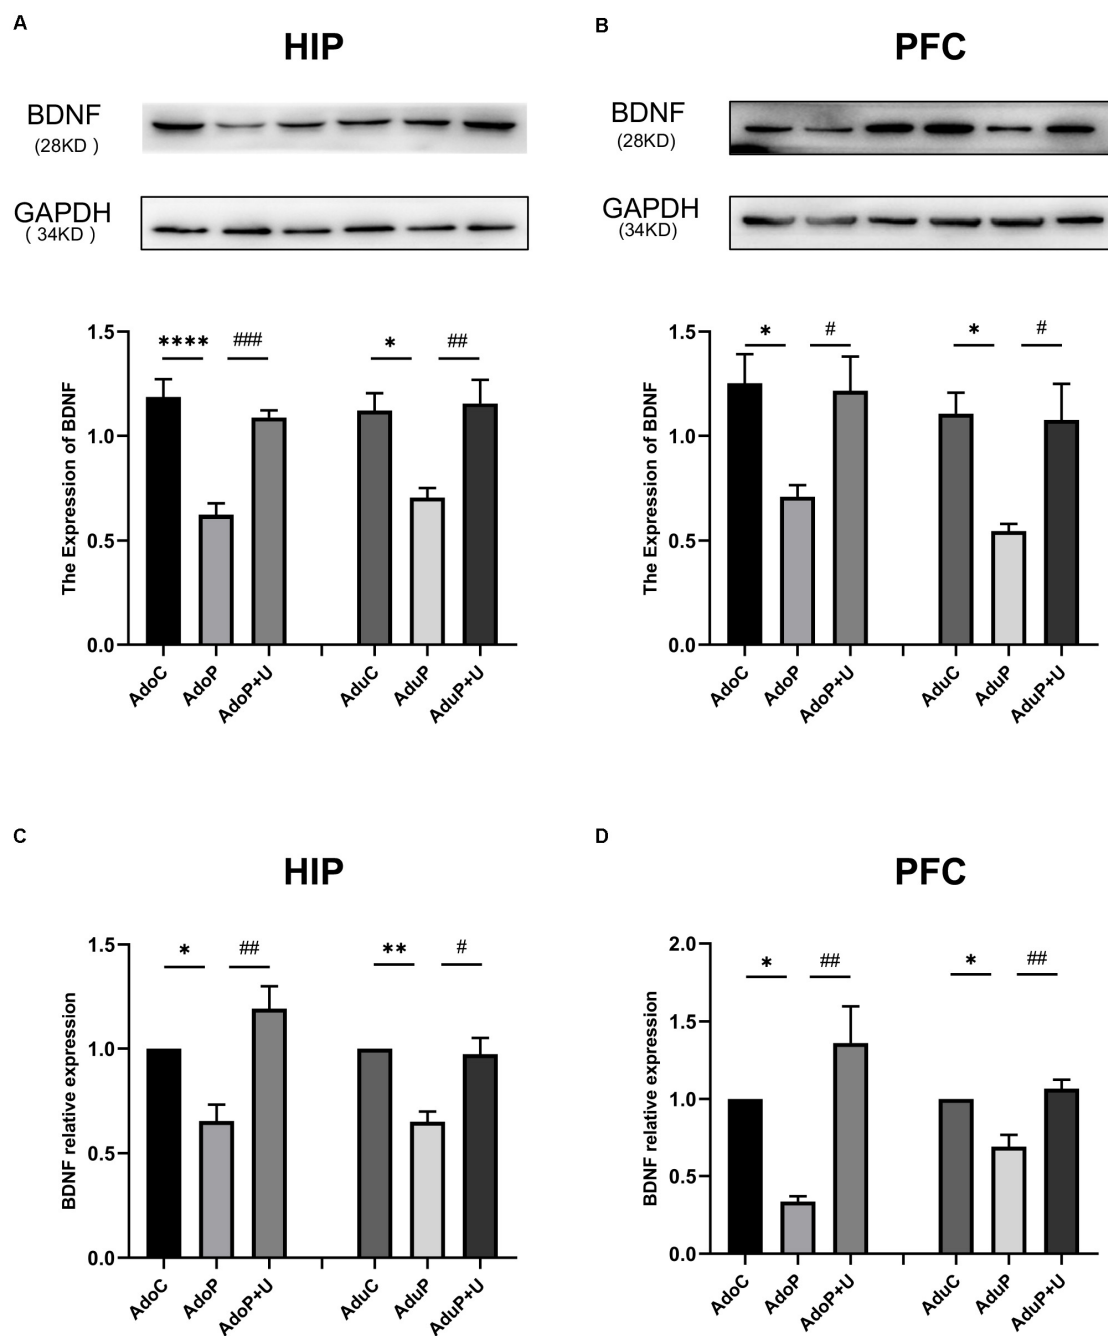 A
HIP
BDNF
(28KD )
GAPDH
( 34KD )
1.5
1.0
0.5
0.0
The Expression of BDNF
**** ### * ##
AdoC AdoP AdoP+U AduC AduP AduP+U
B
PFC
BDNF
(28KD)
GAPDH
(34KD)
1.5
1.0
0.5
0.0
The Expression of BDNF
* # * #
AdoC AdoP AdoP+U AduC AduP AduP+U
C
HIP
1.5
1.0
0.5
0.0
BDNF relative expression
* ## ** #
AdoC AdoP AdoP+U AduC AduP AduP+U
D
PFC
2.0
1.5
1.0
0.5
0.0
BDNF relative expression
* ## * ##
AdoC AdoP AdoP+U AduC AduP AduP+U